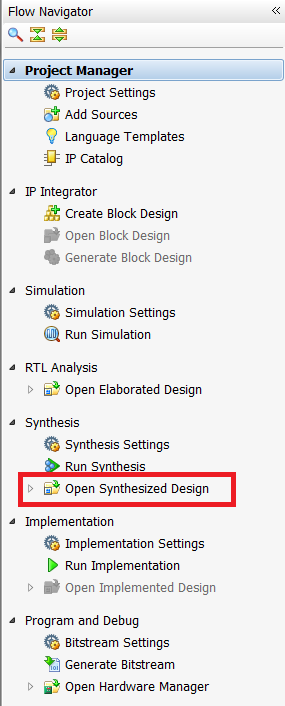 Flow Navigator
Project Manager
Project Settings
Add Sources
Language Templates
IP Catalog
IP Integrator
Create Block Design
Open Block Design
Generate Block Design
Simulation
Simulation Settings
Run Simulation
RTL Analysis
Open Elaborated Design
Synthesis
Synthesis Settings
Run Synthesis
Open Synthesized Design
Implementation
Implementation Settings
Run Implementation
Open Implemented Design
Program and Debug
Bitstream Settings
Generate Bitstream
Open Hardware Manager